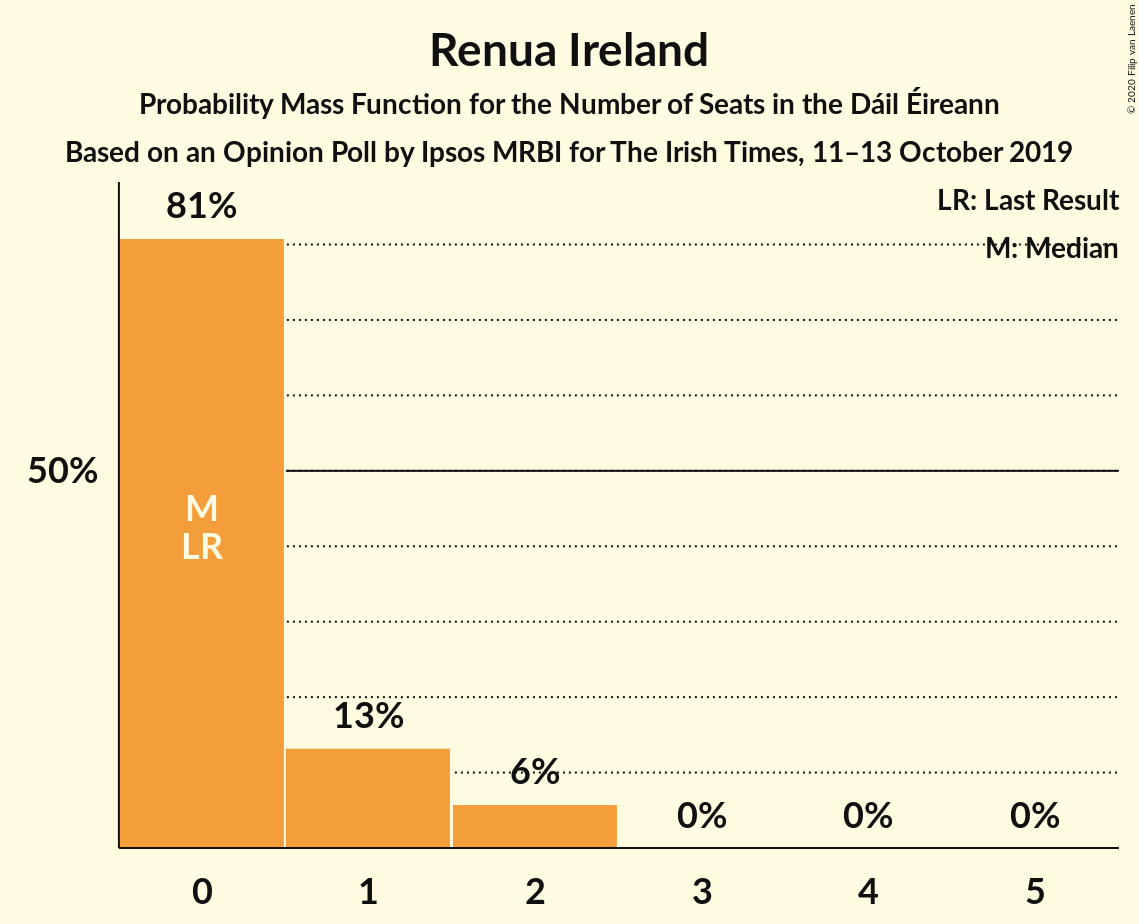 Renua Ireland
Probability Mass Function for the Number of Seats in the Dáil Éireann
Based on an Opinion Poll by Ipsos MRBI for The Irish Times, 11–13 October 2019
© 2020 Filip van Laenen
LR: Last Result
M: Median
81%
50%
M
LR
13%
6%
0%
0%
0%
0
1
2
3
4
5